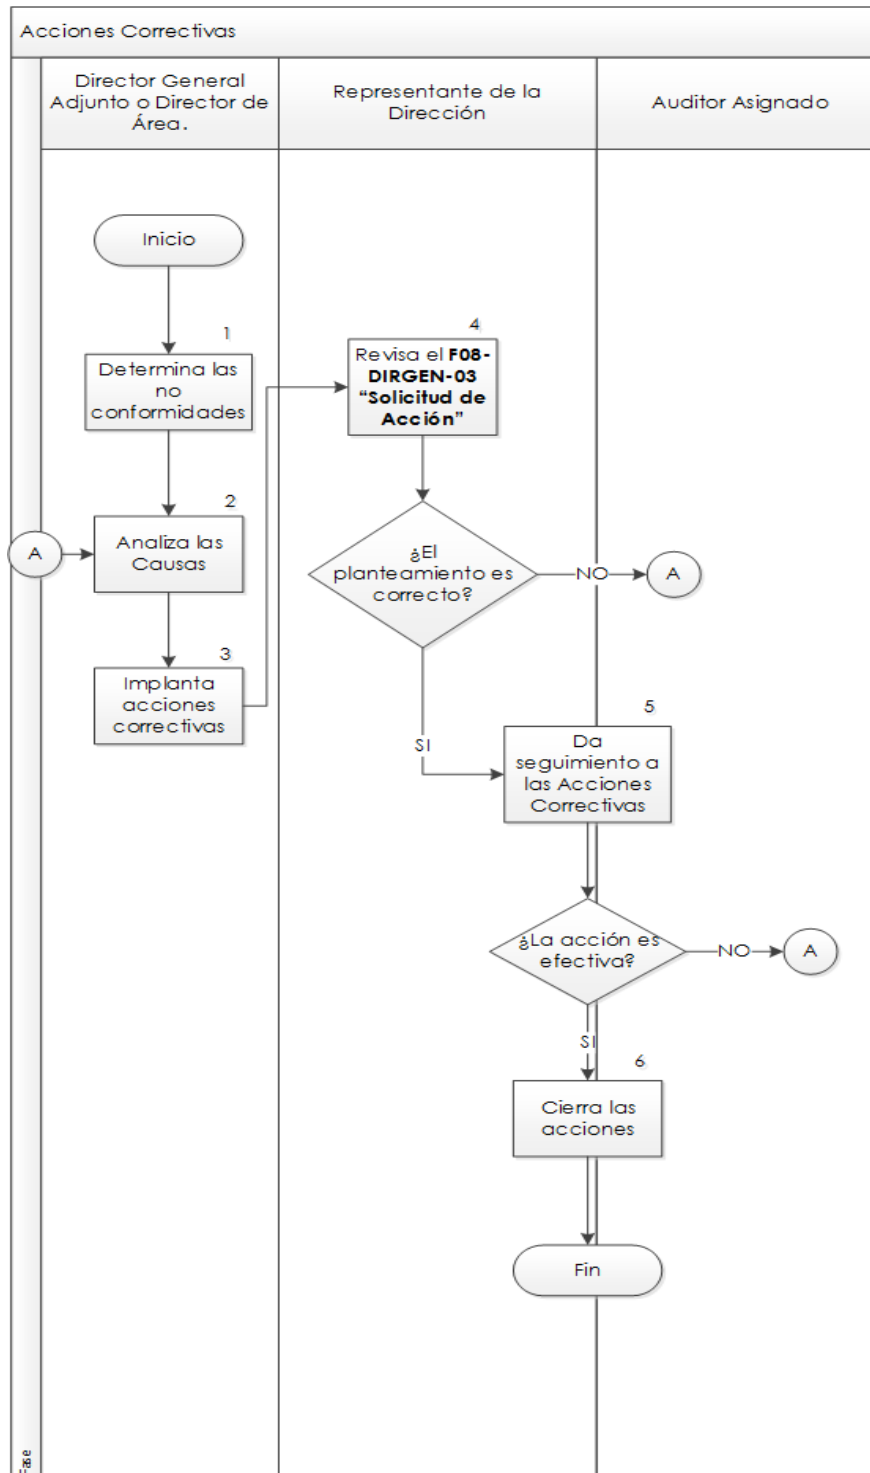 Acciones Correctivas
Director General
Adjunto o Director de
Área.
Representante de la
Dirección
Auditor Asignado
Inicio
1
Determina las
no
conformidades
2
A
Analiza las
Causas
3
Implanta
acciones
correctivas
4
Revisa el F08-
DIRGEN-03
“Solicitud de
Acción”
¿El
planteamiento es
correcto?
NO
A
SI
5
Da
seguimiento a
las Acciones
Correctivas
¿La acción es
efectiva?
NO
A
SI
6
Cierra las
acciones
Fin
Fase